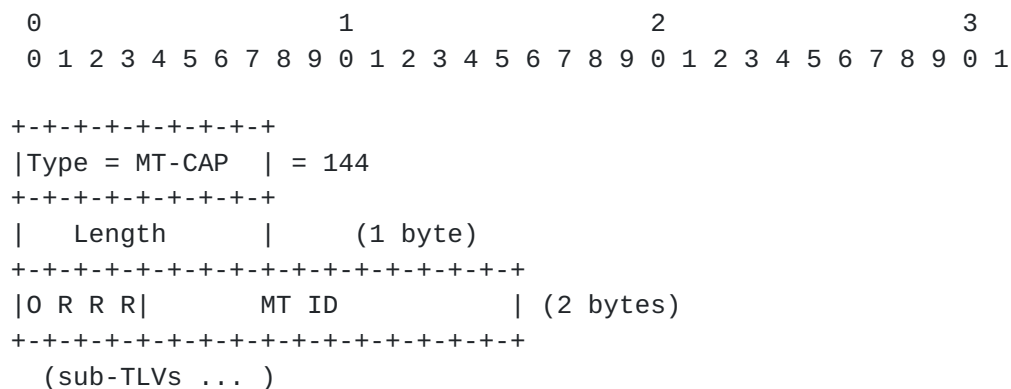 0                   1                   2                   3
 0 1 2 3 4 5 6 7 8 9 0 1 2 3 4 5 6 7 8 9 0 1 2 3 4 5 6 7 8 9 0 1

+-+-+-+-+-+-+-+-+
|Type = MT-CAP  | = 144
+-+-+-+-+-+-+-+-+
|   Length      |     (1 byte)
+-+-+-+-+-+-+-+-+-+-+-+-+-+-+-+-+
|O R R R|       MT ID           | (2 bytes)
+-+-+-+-+-+-+-+-+-+-+-+-+-+-+-+-+
  (sub-TLVs ... )